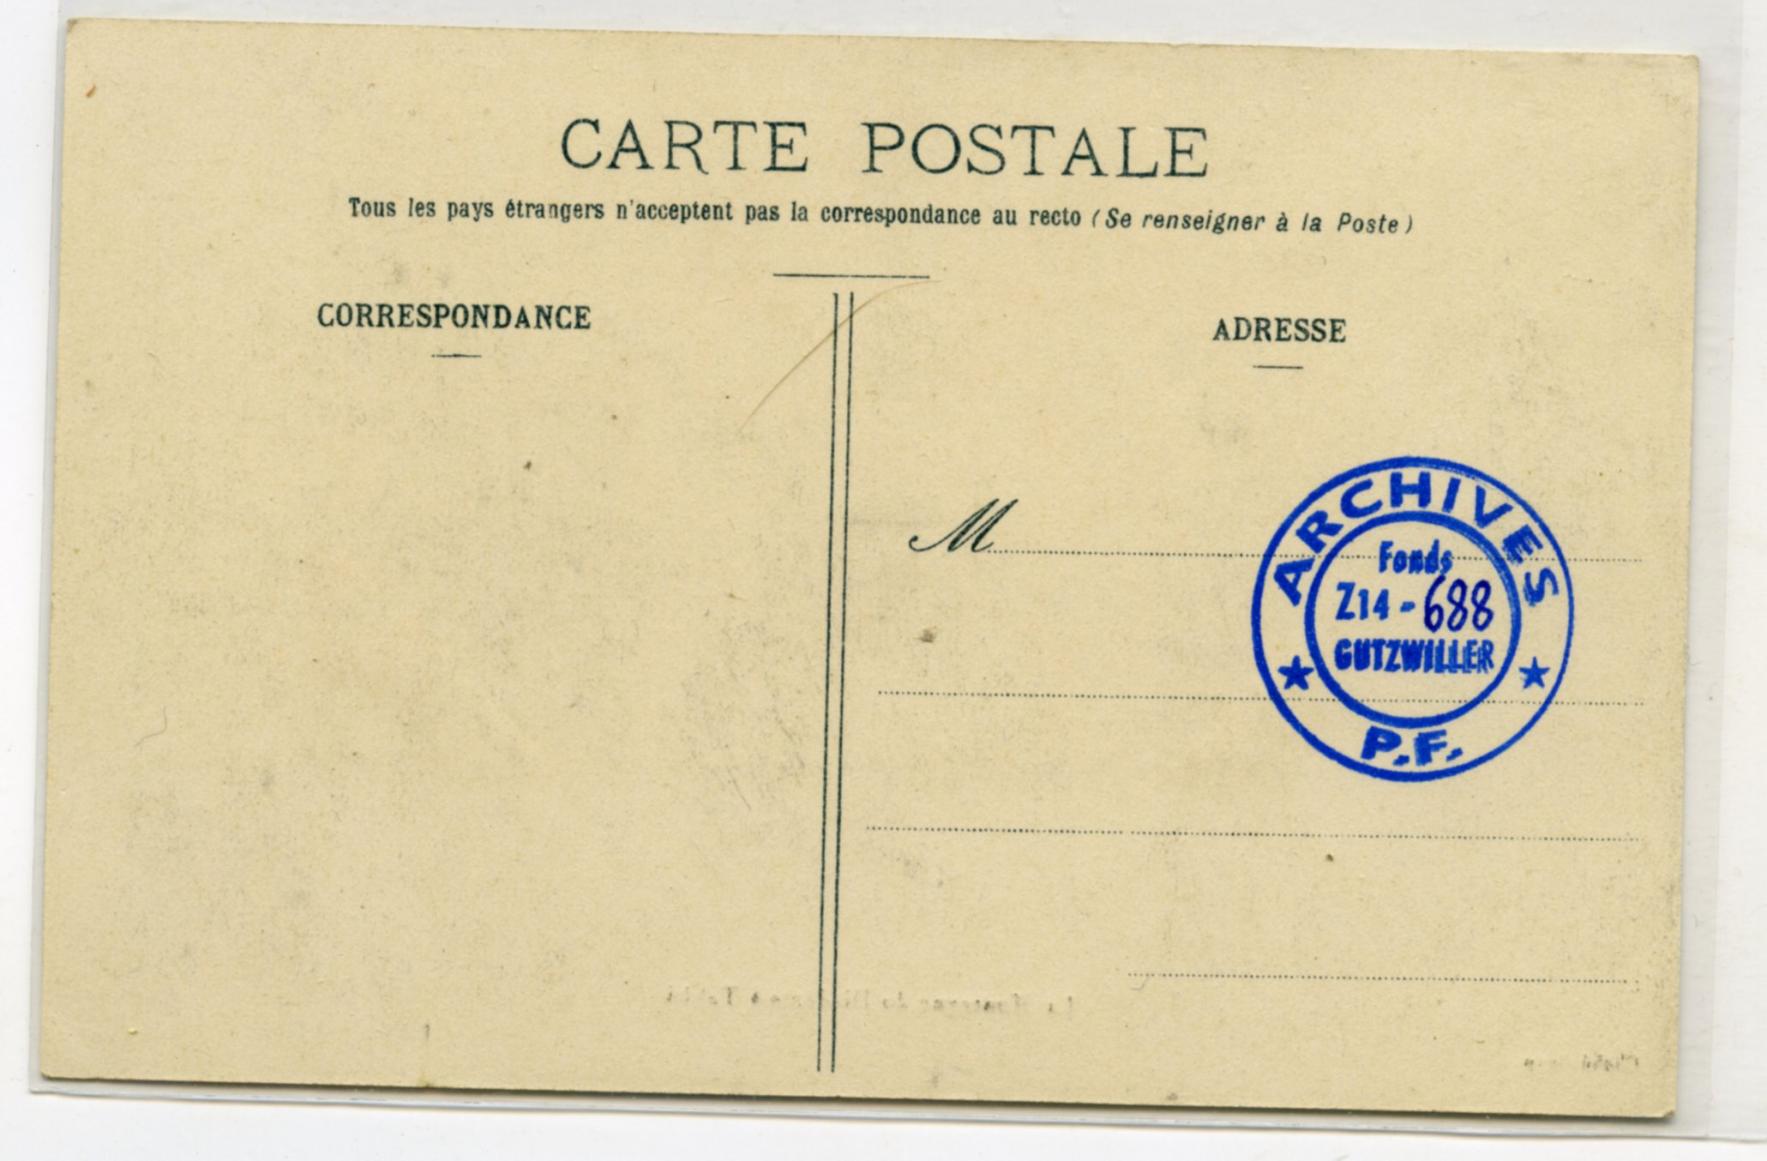 CARTE POSTALE
Tous les pays étrangers n'acceptent pas la correspondance au recto (Se renseigner à la Poste)
CORRESPONDANCE
ADRESSE
M
ARCHIVES
Fonds
Z14-688
GUTZWILLER
P.F.